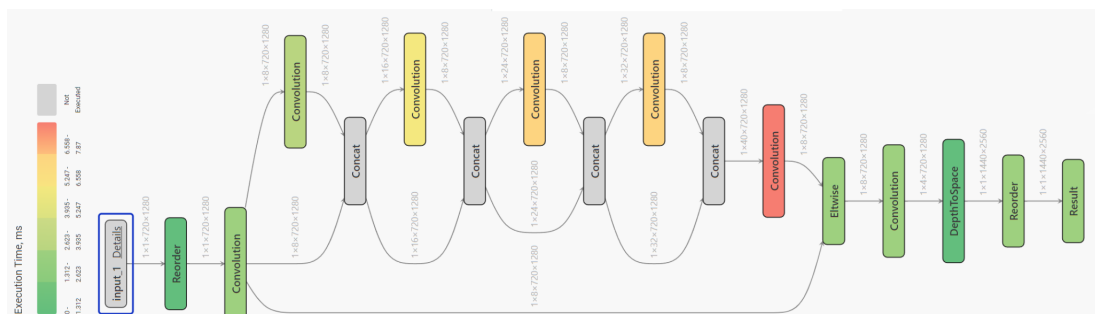 Execution Time, ms
0 - 1.312
1.312 - 2.623
2.623 - 3.935
3.935 - 5.247
5.247 - 6.558
6.558 - 7.87
Not Executed
input_1 Details
1×1×720×1280
Reorder
1×1×720×1280
Convolution
1×8×720×1280
Convolution
1×8×720×1280
1×8×720×1280
Concat
1×16×720×1280
Convolution
1×8×720×1280
1×16×720×1280
Concat
1×24×720×1280
Convolution
1×8×720×1280
1×24×720×1280
Concat
1×32×720×1280
Convolution
1×8×720×1280
1×32×720×1280
Concat
1×40×720×1280
Convolution
1×8×720×1280
1×8×720×1280
Eltwise
1×8×720×1280
Convolution
1×4×720×1280
DepthToSpace
1×1×1440×2560
Reorder
1×1×1440×2560
Result